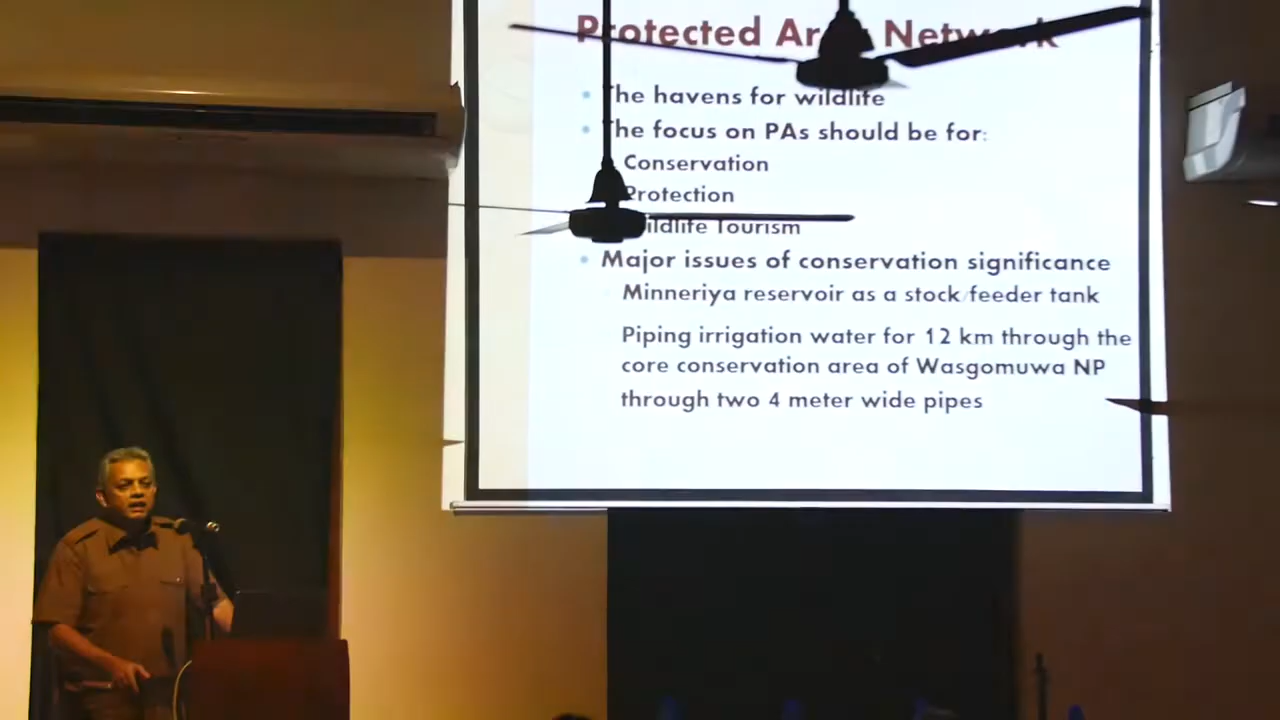 Protected Area Network
The havens for wildlife
The focus on PAs should be for:
Conservation
Protection
Wildlife Tourism
Major issues of conservation significance
Minneriya reservoir as a stock/feeder tank
Piping irrigation water for 12 km through the
core conservation area of Wasgomuwa NP
through two 4 meter wide pipes